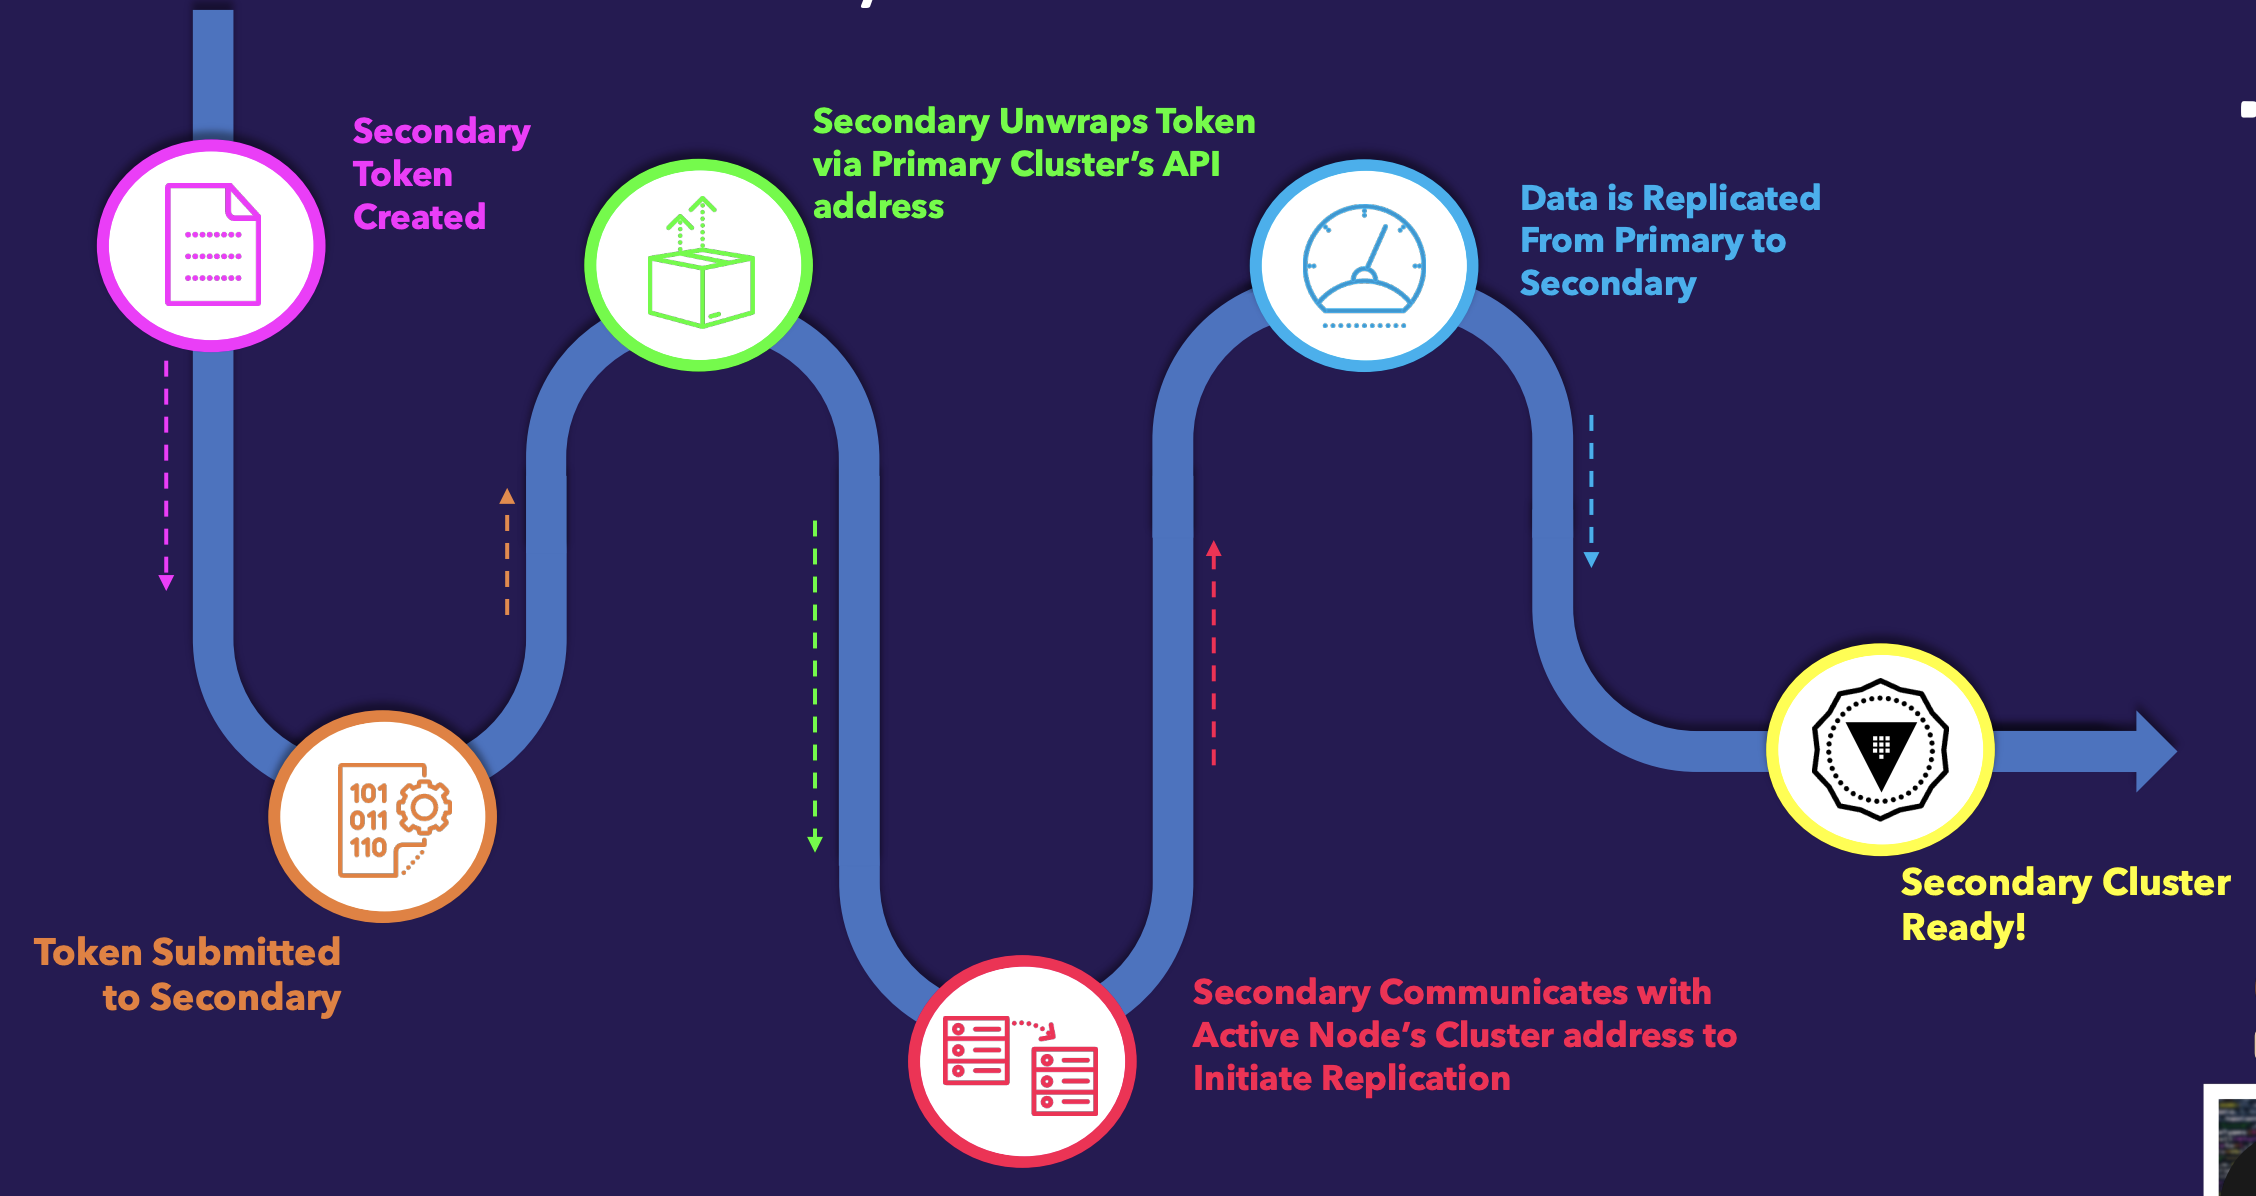 Secondary
Token
Created
Secondary Unwraps Token
via Primary Cluster's API
address
Data is Replicated
From Primary to
Secondary
101
011
110
Token Submitted
to Secondary
Secondary Communicates with
Active Node's Cluster address to
Initiate Replication
Secondary Cluster
Ready!